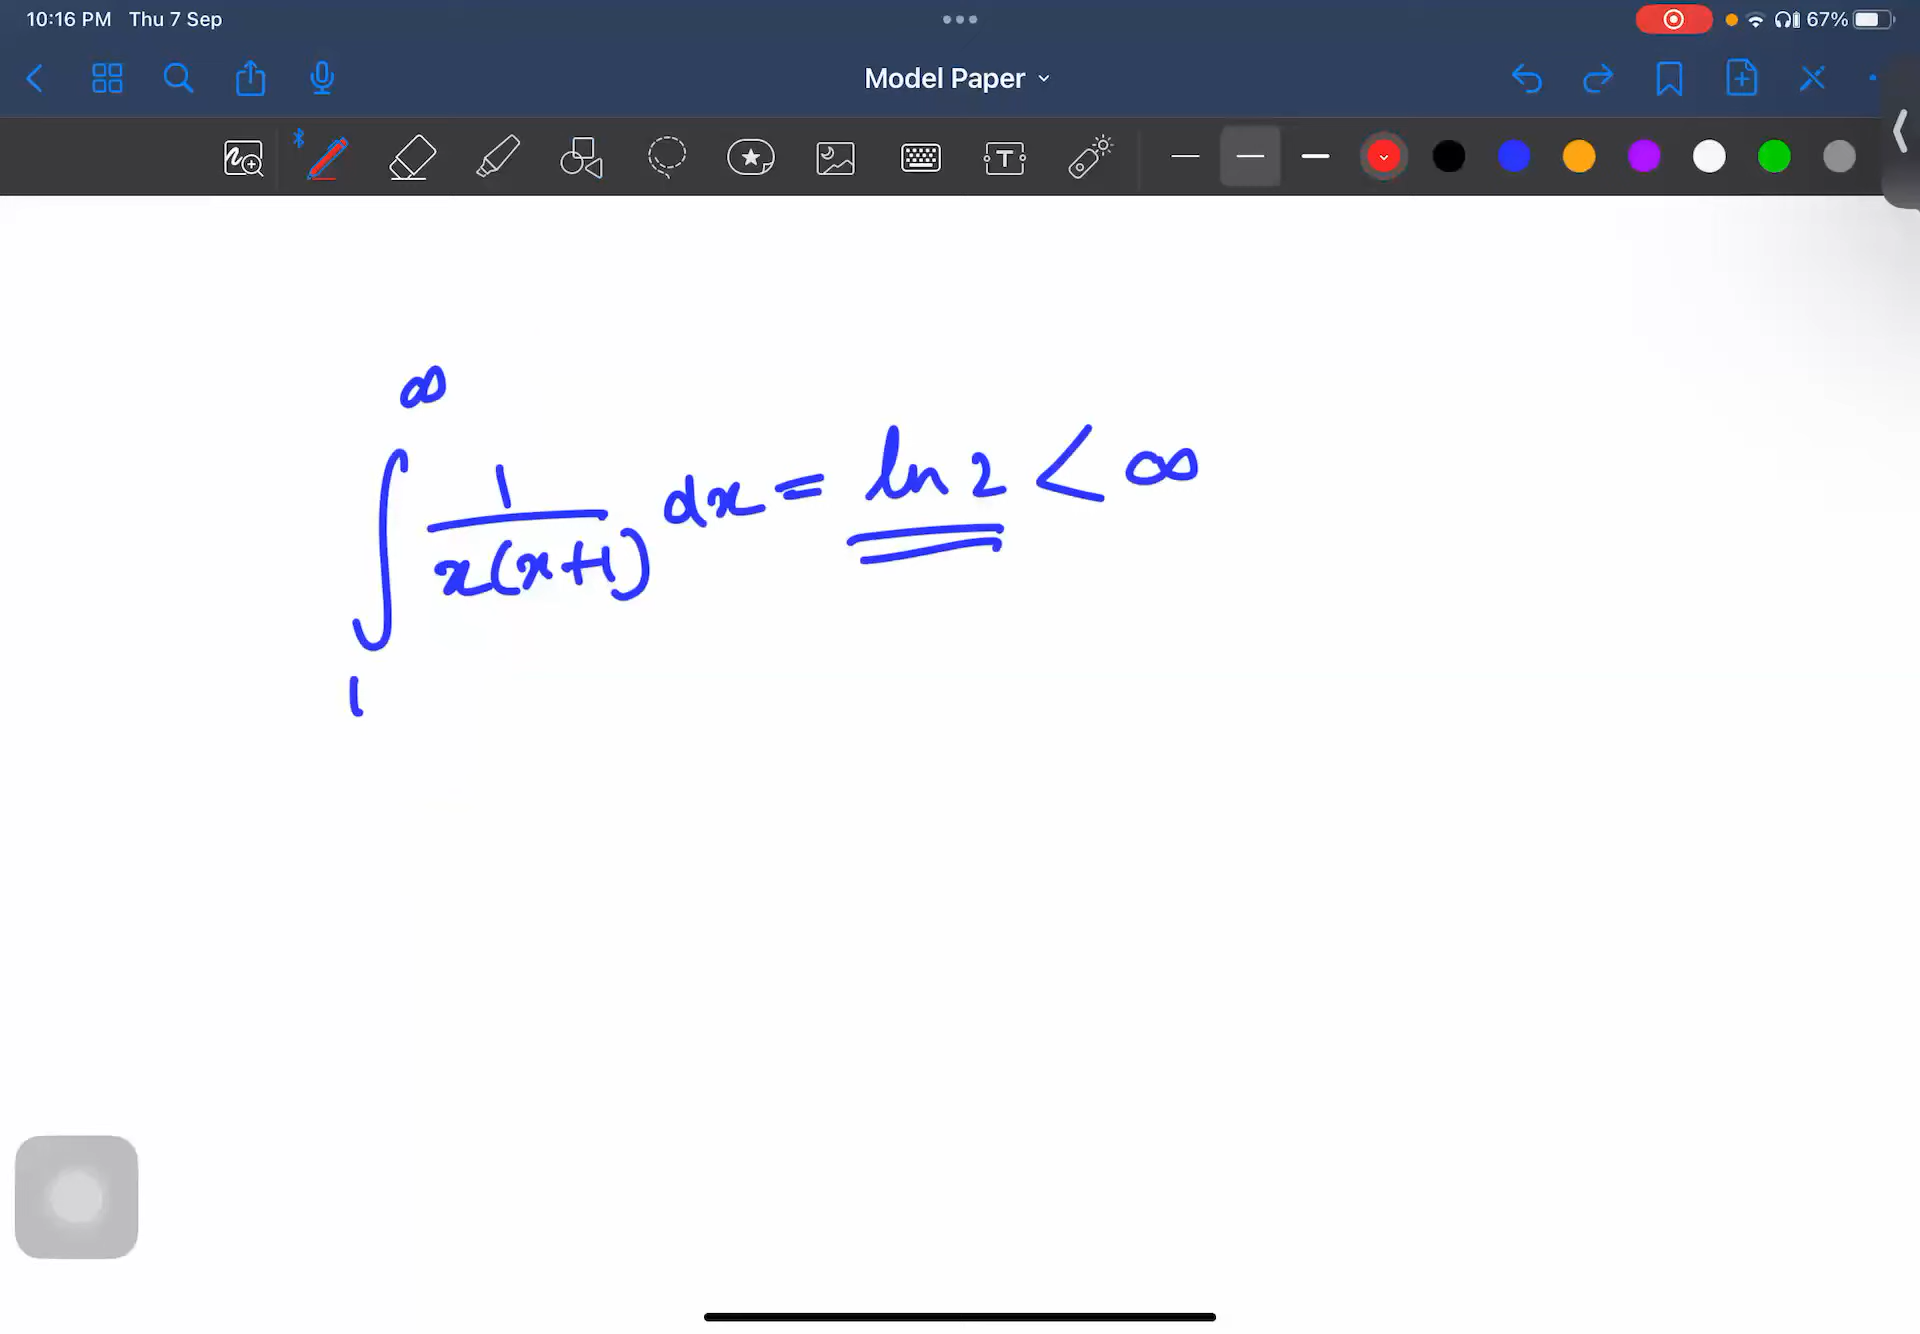 10:16 PM Thu 7 Sep 67%
Model Paper
T
∫₁^∞ 1/(x(x+1)) dx = ln 2 < ∞